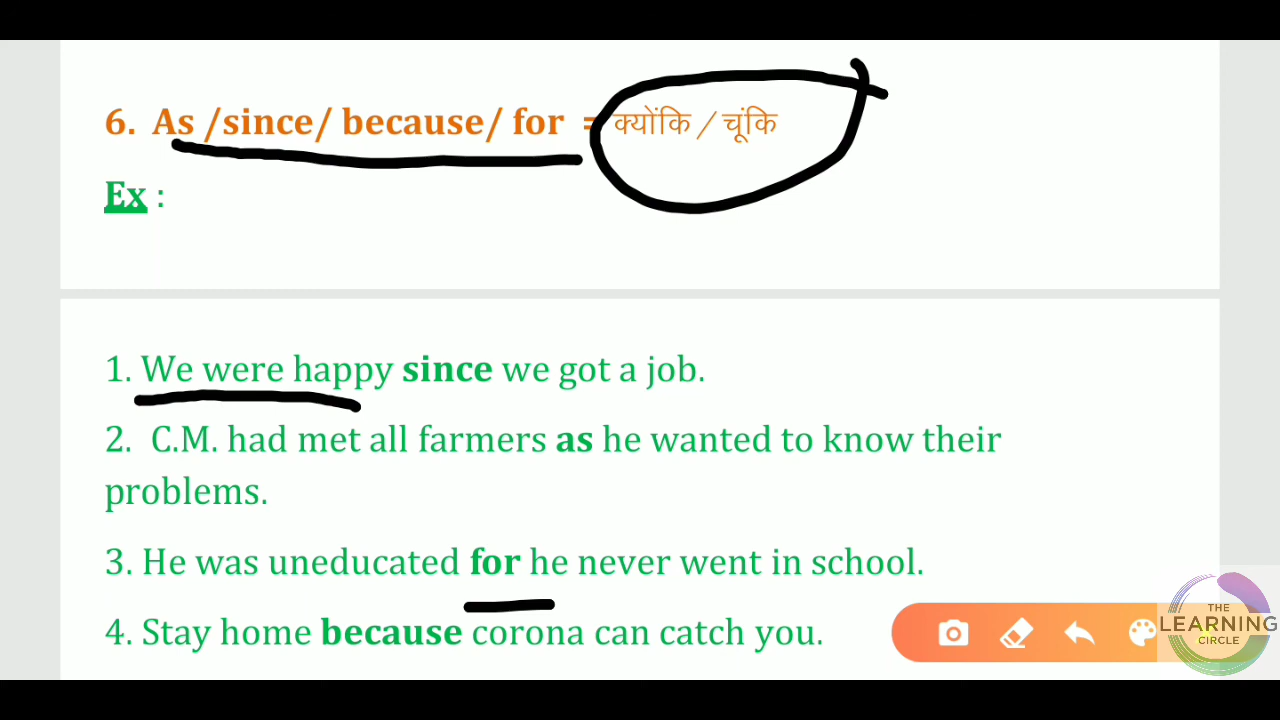 6. As /since/ because/ for = क्योंकि / चूंकि
Ex :
1. We were happy since we got a job.
2. C.M. had met all farmers as he wanted to know their
problems.
3. He was uneducated for he never went in school.
4. Stay home because corona can catch you.
THE
LEARNING
CIRCLE